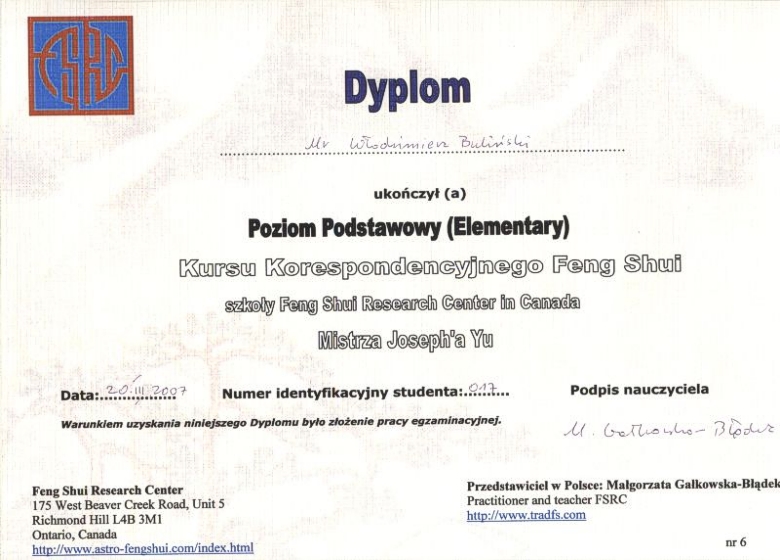 FSRC
Dyplom
Mr Włodzimierz Buliński
ukończył (a)
Poziom Podstawowy (Elementary)
Kursu Korespondencyjnego Feng Shui
szkoły Feng Shui Research Center in Canada
Mistrza Joseph'a Yu
Data: 20.III.2007 Numer identyfikacyjny studenta: 017 Podpis nauczyciela
Warunkiem uzyskania niniejszego Dyplomu było złożenie pracy egzaminacyjnej.
M. Gałkowska-Błądek
Feng Shui Research Center
175 West Beaver Creek Road, Unit 5
Richmond Hill L4B 3M1
Ontario, Canada
http://www.astro-fengshui.com/index.html
Przedstawiciel w Polsce: Małgorzata Gałkowska-Błądek
Practitioner and teacher FSRC
http://www.tradfs.com
nr 6